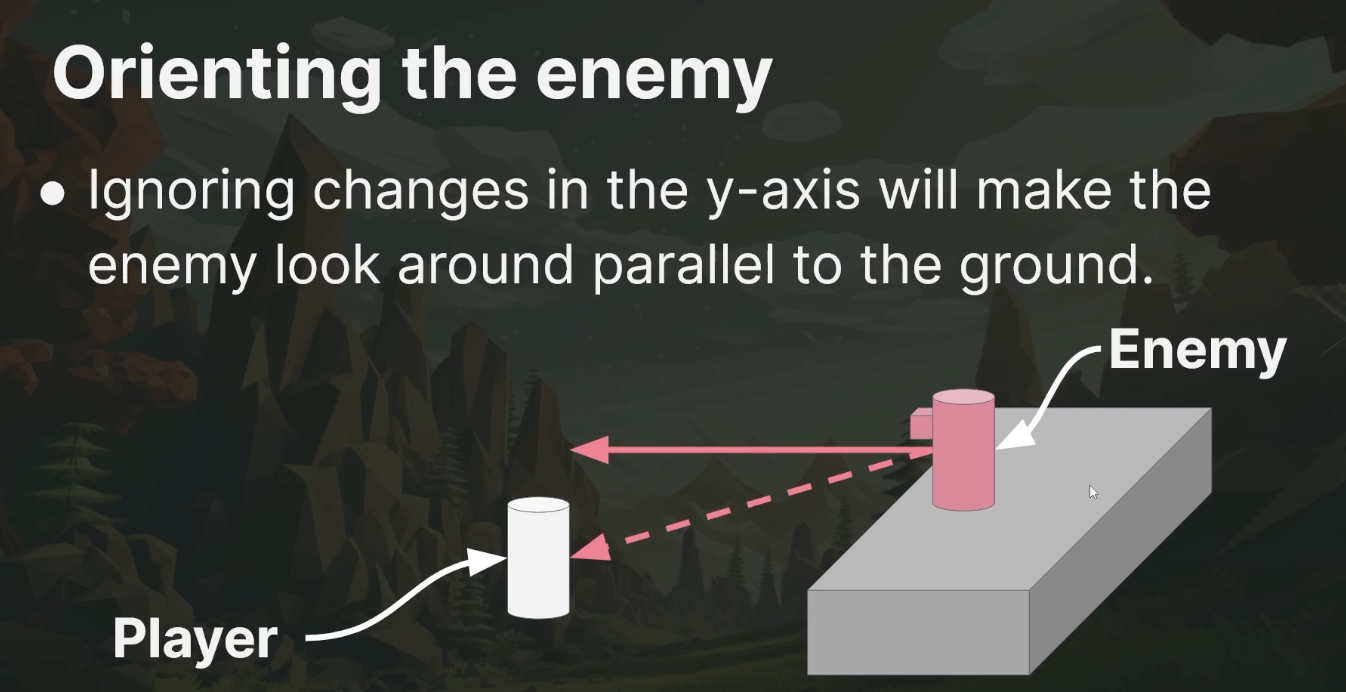 Orienting the enemy
• Ignoring changes in the y-axis will make the
enemy look around parallel to the ground.
Enemy
Player